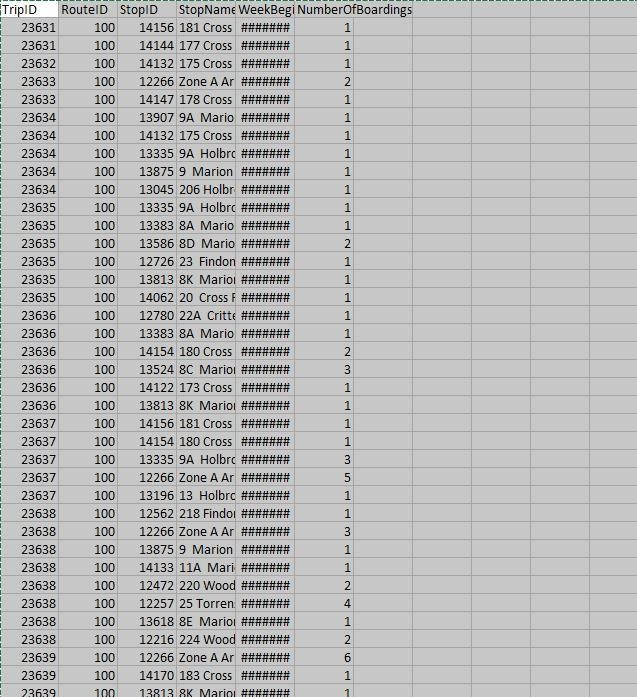 TripID RouteID StopID StopName WeekBegi NumberOfBoardings
23631 100 14156 181 Cross ####### 1
23631 100 14144 177 Cross ####### 1
23632 100 14132 175 Cross ####### 1
23633 100 12266 Zone A Ar ####### 2
23633 100 14147 178 Cross ####### 1
23634 100 13907 9A Mario ####### 1
23634 100 14132 175 Cross ####### 1
23634 100 13335 9A Holbro ####### 1
23634 100 13875 9 Marion ####### 1
23634 100 13045 206 Holbr ####### 1
23635 100 13335 9A Holbro ####### 1
23635 100 13383 8A Mario ####### 1
23635 100 13586 8D Mario ####### 2
23635 100 12726 23 Findon ####### 1
23635 100 13813 8K Mario ####### 1
23635 100 14062 20 Cross R ####### 1
23636 100 12780 22A Critte ####### 1
23636 100 13383 8A Mario ####### 1
23636 100 14154 180 Cross ####### 2
23636 100 13524 8C Mario ####### 3
23636 100 14122 173 Cross ####### 1
23636 100 13813 8K Mario ####### 1
23637 100 14156 181 Cross ####### 1
23637 100 14154 180 Cross ####### 1
23637 100 13335 9A Holbro ####### 3
23637 100 12266 Zone A Ar ####### 5
23637 100 13196 13 Holbro ####### 1
23638 100 12562 218 Findo ####### 1
23638 100 12266 Zone A Ar ####### 3
23638 100 13875 9 Marion ####### 1
23638 100 14133 11A Mari ####### 1
23638 100 12472 220 Wood ####### 2
23638 100 12257 25 Torren ####### 4
23638 100 13618 8E Mario ####### 1
23638 100 12216 224 Wood ####### 2
23639 100 12266 Zone A Ar ####### 6
23639 100 14170 183 Cross ####### 1
23639 100 13813 8K Mario ####### 1